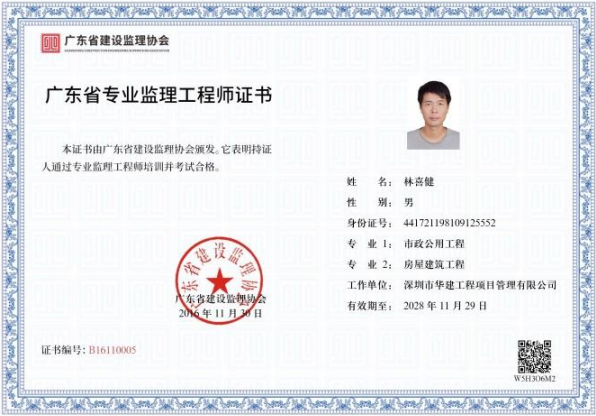 广东省建设监理协会
广东省专业监理工程师证书
本证书由广东省建设监理协会颁发。它表明持证
人通过专业监理工程师培训并考试合格。
姓 名： 林喜健
性 别： 男
身份证号： 441721198109125552
专 业 1： 市政公用工程
专 业 2： 房屋建筑工程
工作单位： 深圳市华建工程项目管理有限公司
有效期至： 2028 年 11 月 29 日
广东省建设监理协会
广东省建设监理协会
2016 年 11 月 30 日
证书编号：B16110005
W5H3O6M2